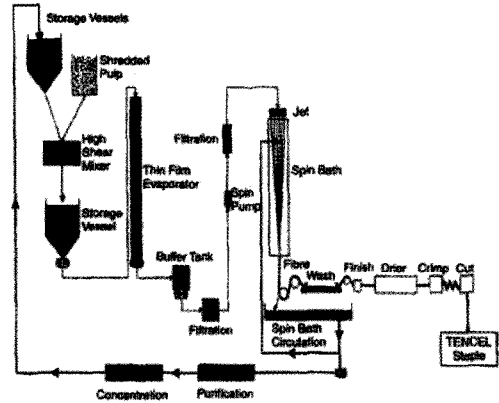 Storage Vessels
Shredded
Pulp
High
Shear
Mixer
Storage
Vessel
Thin Film
Evaporator
Buffer Tank
Filtration
Filtration
Spin
Pump
Jet
Spin Bath
Fibre
Wash
Finish
Drier
Crimp
Cut
Spin Bath
Circulation
TENCEL
Staple
Concentration
Purification